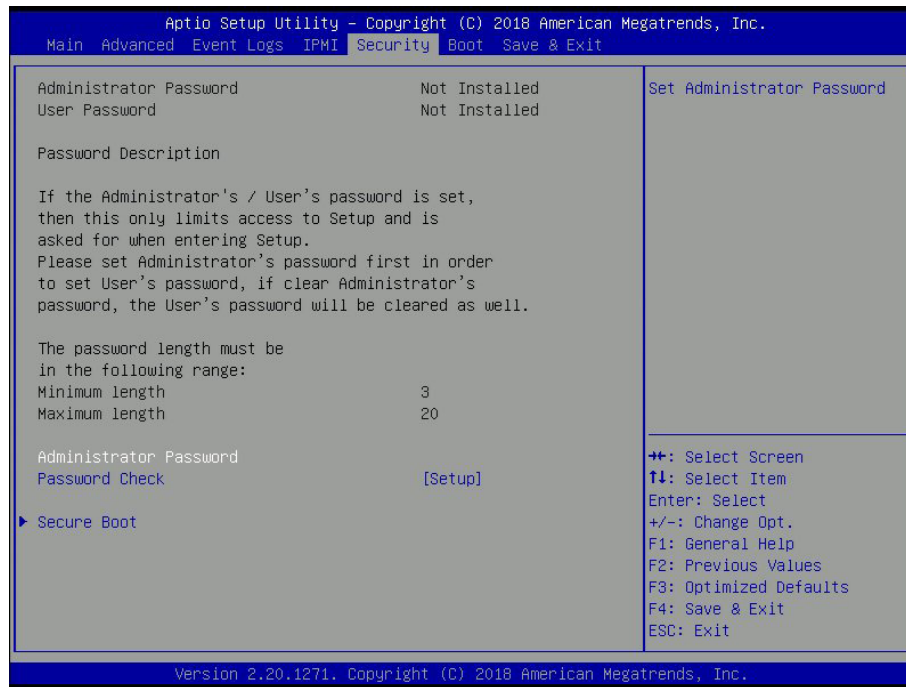 Aptio Setup Utility – Copyright (C) 2018 American Megatrends, Inc.
Main Advanced Event Logs IPMI Security Boot Save & Exit
Administrator Password Not Installed
User Password Not Installed
Password Description
If the Administrator's / User's password is set,
then this only limits access to Setup and is
asked for when entering Setup.
Please set Administrator's password first in order
to set User's password, if clear Administrator's
password, the User's password will be cleared as well.
The password length must be
in the following range:
Minimum length 3
Maximum length 20
Administrator Password
Password Check [Setup]
Secure Boot
Set Administrator Password
→←: Select Screen
↑↓: Select Item
Enter: Select
+/-: Change Opt.
F1: General Help
F2: Previous Values
F3: Optimized Defaults
F4: Save & Exit
ESC: Exit
Version 2.20.1271. Copyright (C) 2018 American Megatrends, Inc.